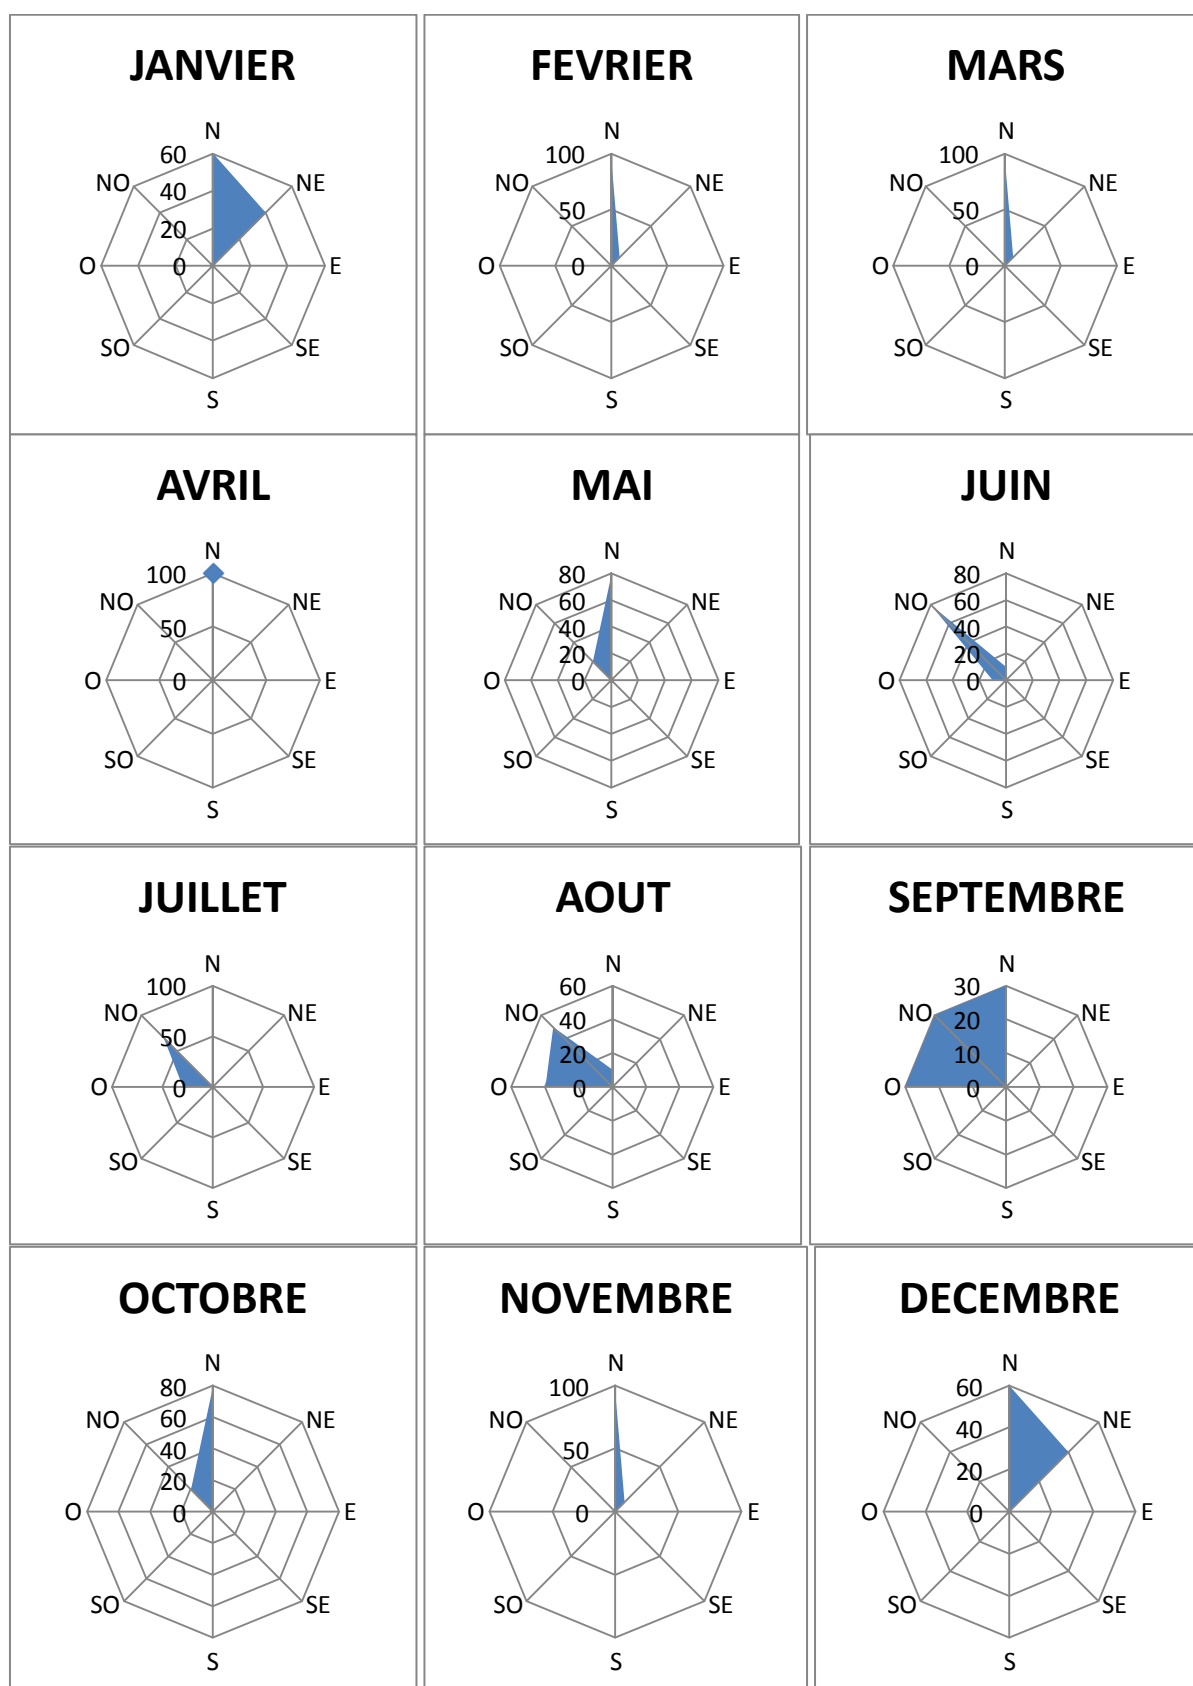 JANVIER
N
60
NO
NE
40
20
O
0
E
SO
SE
S
FEVRIER
N
100
NO
NE
50
O
0
E
SO
SE
S
MARS
N
100
NO
NE
50
O
0
E
SO
SE
S
AVRIL
N
100
NO
NE
50
O
0
E
SO
SE
S
MAI
N
80
NO
60
NE
40
20
O
0
E
SO
SE
S
JUIN
N
80
NO
60
NE
40
20
O
0
E
SO
SE
S
JUILLET
N
100
NO
NE
50
O
0
E
SO
SE
S
AOUT
N
60
NO
NE
40
20
O
0
E
SO
SE
S
SEPTEMBRE
N
30
NO
NE
20
10
O
0
E
SO
SE
S
OCTOBRE
N
80
NO
60
NE
40
20
O
0
E
SO
SE
S
NOVEMBRE
N
100
NO
NE
50
O
0
E
SO
SE
S
DECEMBRE
N
60
NO
NE
40
20
O
0
E
SO
SE
S